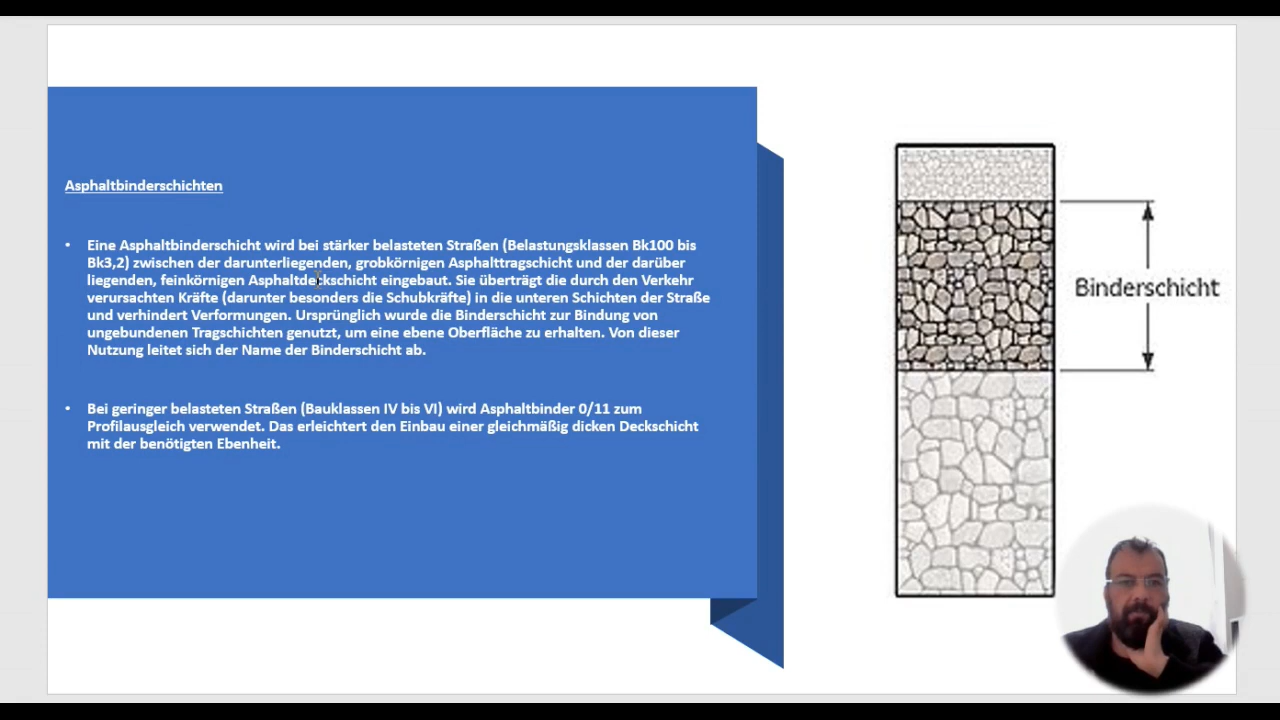 Asphaltbinderschichten
• Eine Asphaltbinderschicht wird bei stärker belasteten Straßen (Belastungsklassen Bk100 bis
Bk3,2) zwischen der darunterliegenden, grobkörnigen Asphalttragschicht und der darüber
liegenden, feinkörnigen Asphaltdeckschicht eingebaut. Sie überträgt die durch den Verkehr
verursachten Kräfte (darunter besonders die Schubkräfte) in die unteren Schichten der Straße
und verhindert Verformungen. Ursprünglich wurde die Binderschicht zur Bindung von
ungebundenen Tragschichten genutzt, um eine ebene Oberfläche zu erhalten. Von dieser
Nutzung leitet sich der Name der Binderschicht ab.
• Bei geringer belasteten Straßen (Bauklassen IV bis VI) wird Asphaltbinder 0/11 zum
Profilausgleich verwendet. Das erleichtert den Einbau einer gleichmäßig dicken Deckschicht
mit der benötigten Ebenheit.
Binderschicht